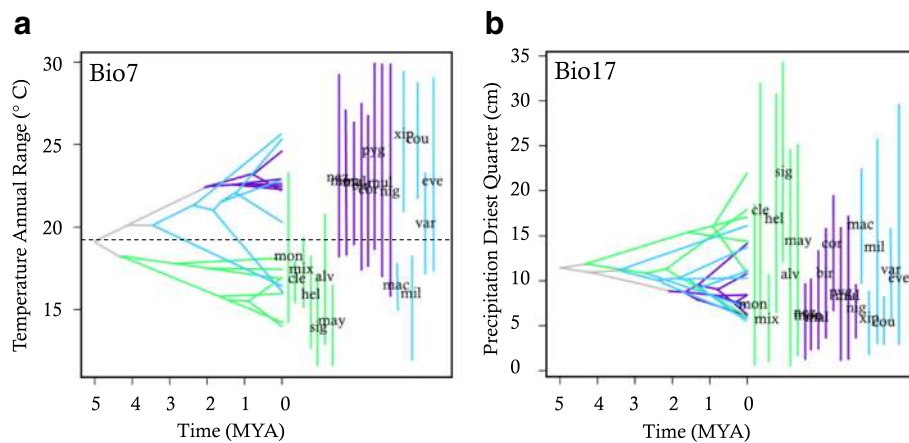 a
b
Bio7
Bio17
Temperature Annual Range (° C)
30
25
20
15
pyg
cor
nig
xip
cou
eve
var
mac
mil
mon
mix
cle
alv
hel
may
sig
5 4 3 2 1 0
Time (MYA)
Precipitation Driest Quarter (cm)
35
30
25
20
15
10
5
0
sig
cle
hel
may
alv
mon
mix
cor
bir
nig
mac
mil
var
eve
xip
cou
5 4 3 2 1 0
Time (MYA)